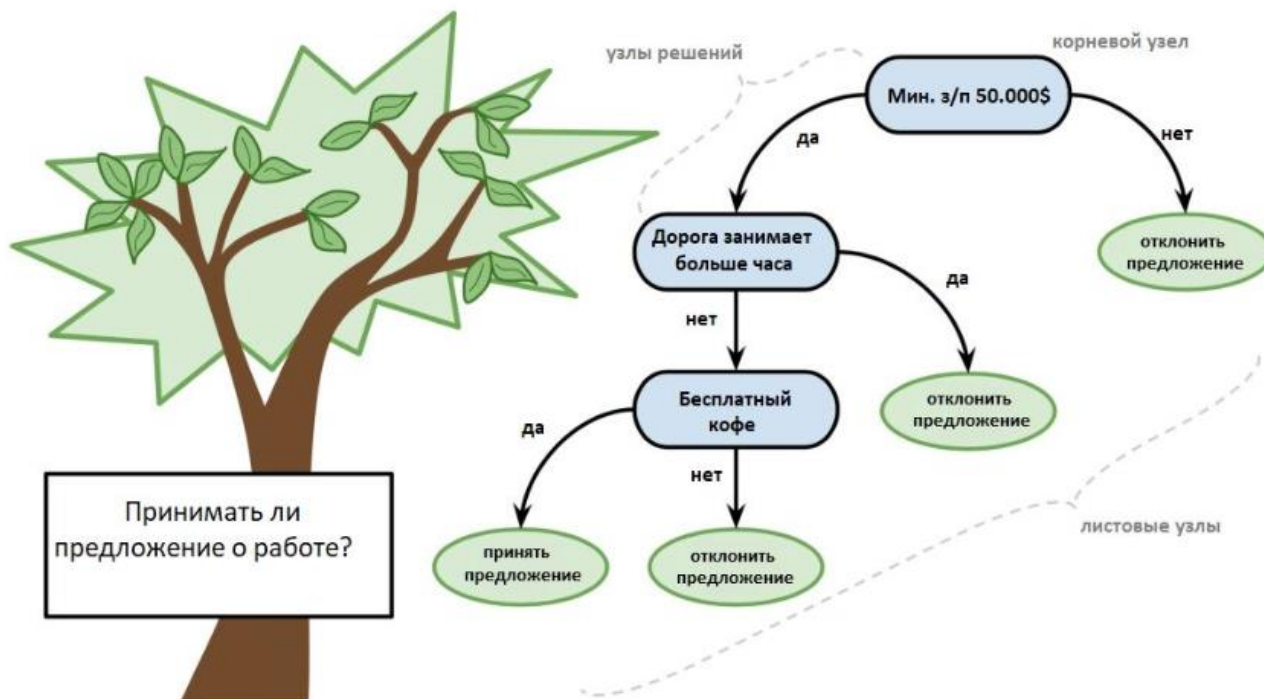 узлы решений
корневой узел
Мин. з/п 50.000$
да
нет
Дорога занимает
больше часа
отклонить
предложение
да
нет
Бесплатный
кофе
отклонить
предложение
да
нет
Принимать ли
предложение о работе?
принять
предложение
отклонить
предложение
листовые узлы